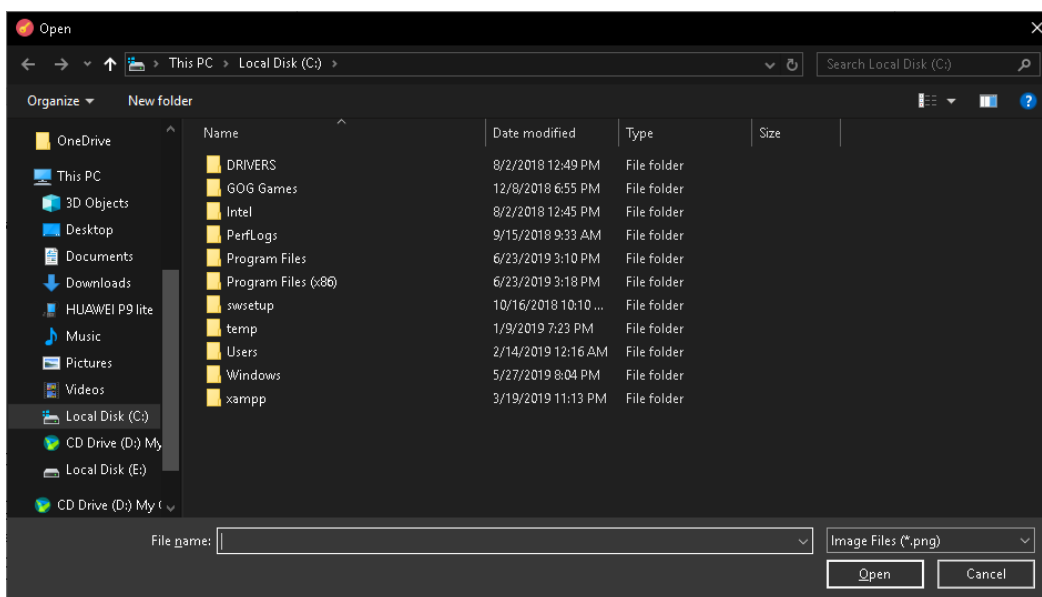 Open
This PC > Local Disk (C:) >
Search Local Disk (C:)
Organize
New folder
Name Date modified Type Size
OneDrive
This PC
3D Objects
Desktop
Documents
Downloads
HUAWEI P9 lite
Music
Pictures
Videos
Local Disk (C:)
CD Drive (D:) My
Local Disk (E:)
CD Drive (D:) My
DRIVERS 8/2/2018 12:49 PM File folder
GOG Games 12/8/2018 6:55 PM File folder
Intel 8/2/2018 12:45 PM File folder
PerfLogs 9/15/2018 9:33 AM File folder
Program Files 6/23/2019 3:10 PM File folder
Program Files (x86) 6/23/2019 3:18 PM File folder
swsetup 10/16/2018 10:10 ... File folder
temp 1/9/2019 7:23 PM File folder
Users 2/14/2019 12:16 AM File folder
Windows 5/27/2019 8:04 PM File folder
xampp 3/19/2019 11:13 PM File folder
File name:
Image Files (*.png)
Open Cancel